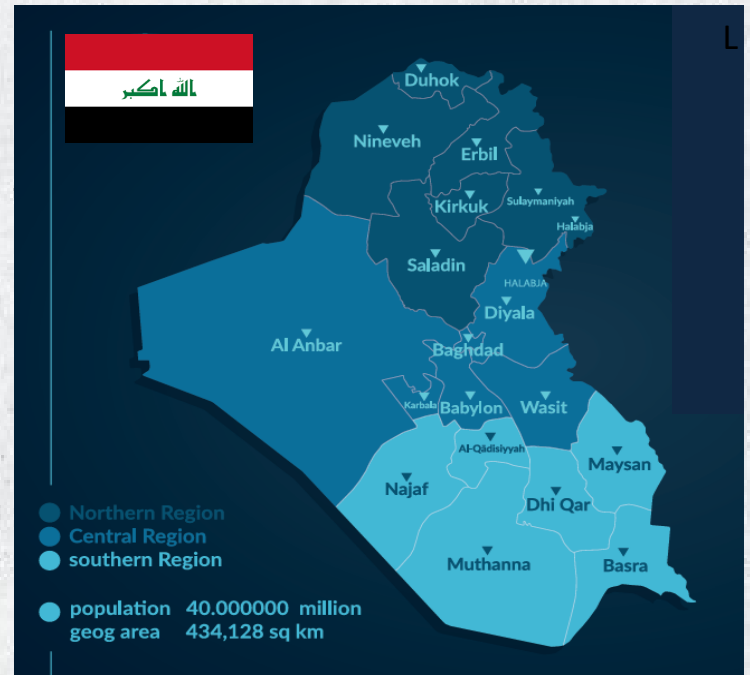 L
الله اكبر
Duhok
Nineveh
Erbil
Kirkuk
Sulaymaniyah
Halabja
Saladin
HALABJA
Diyala
Al Anbar
Baghdad
Karbala
Babylon
Wasit
Al-Qādisiyyah
Maysan
Najaf
Dhi Qar
Muthanna
Basra
Northern Region
Central Region
southern Region
population 40.000000 million
geog area 434,128 sq km